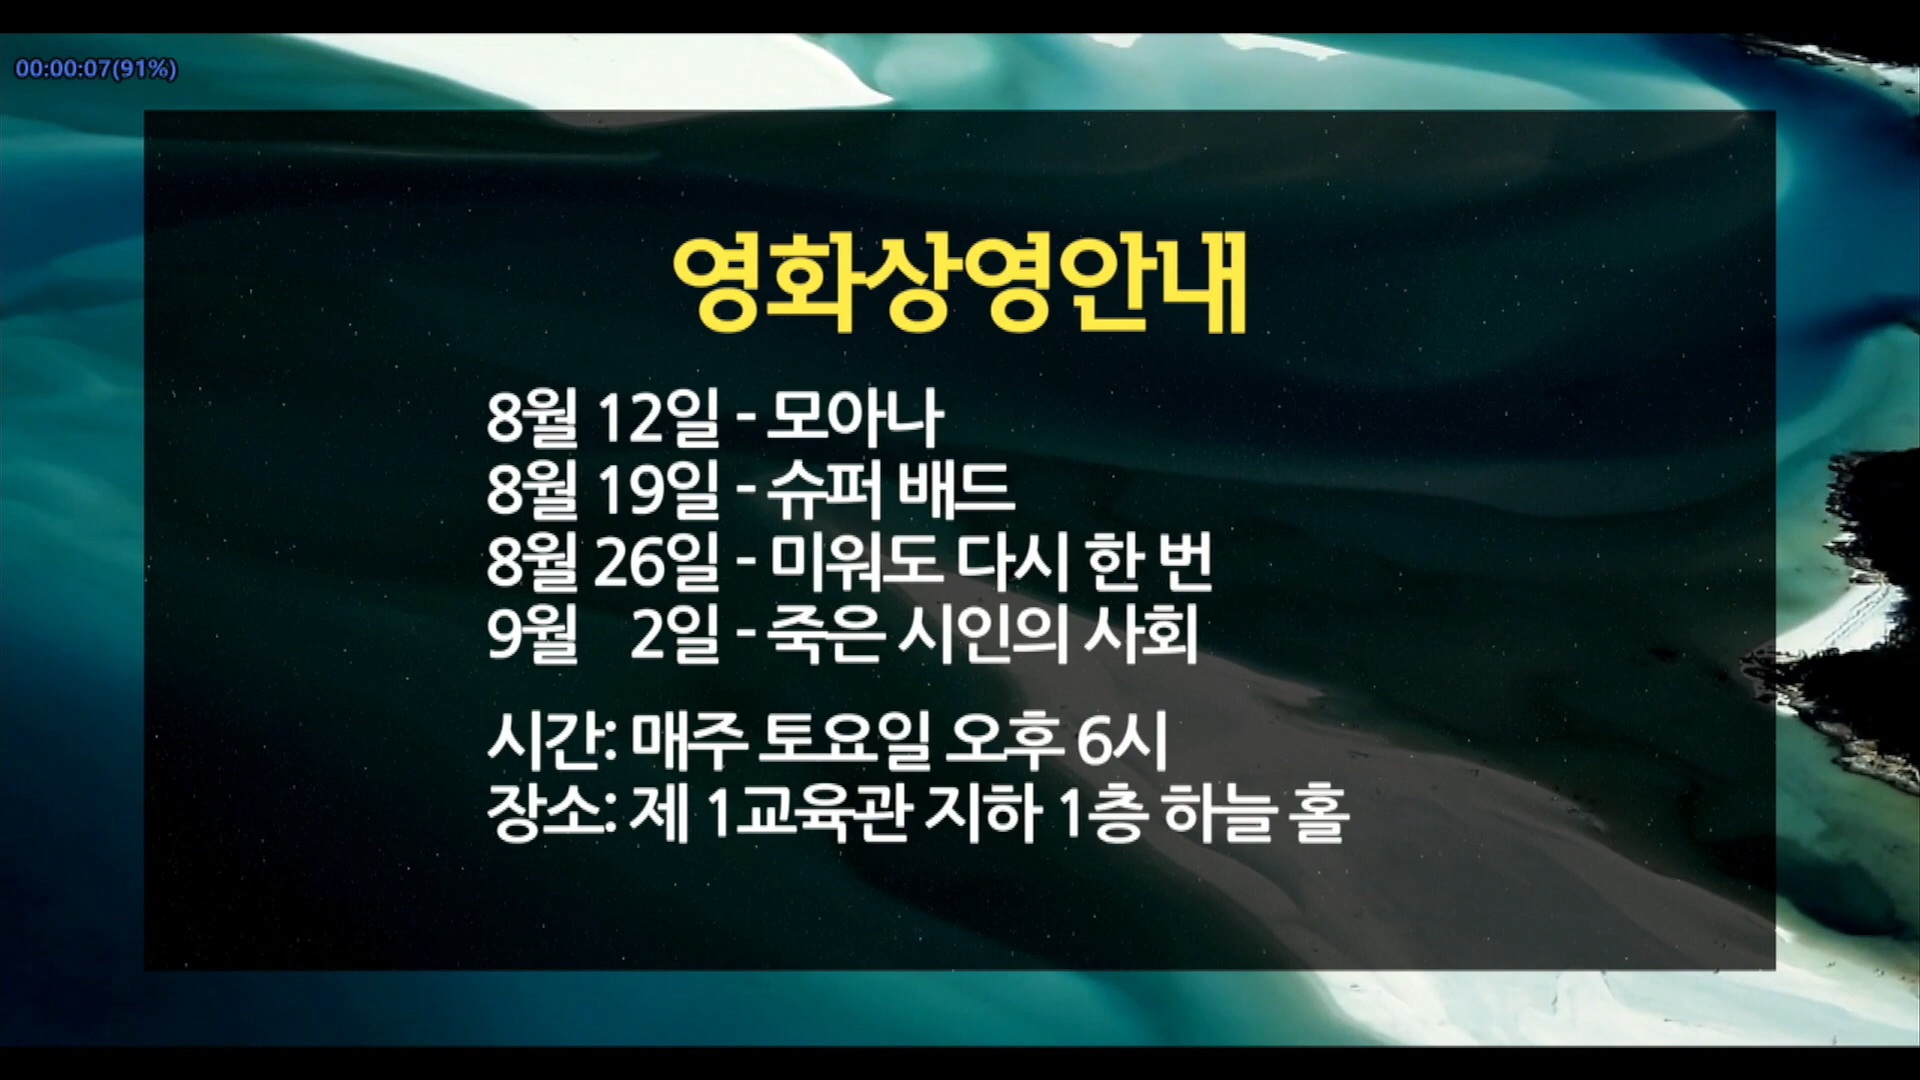 00:00:07(91%)
영화상영안내
8월 12일 - 모아나
8월 19일 - 슈퍼 배드
8월 26일 - 미워도 다시 한 번
9월 2일 - 죽은 시인의 사회
시간: 매주 토요일 오후 6시
장소: 제 1교육관 지하 1층 하늘 홀